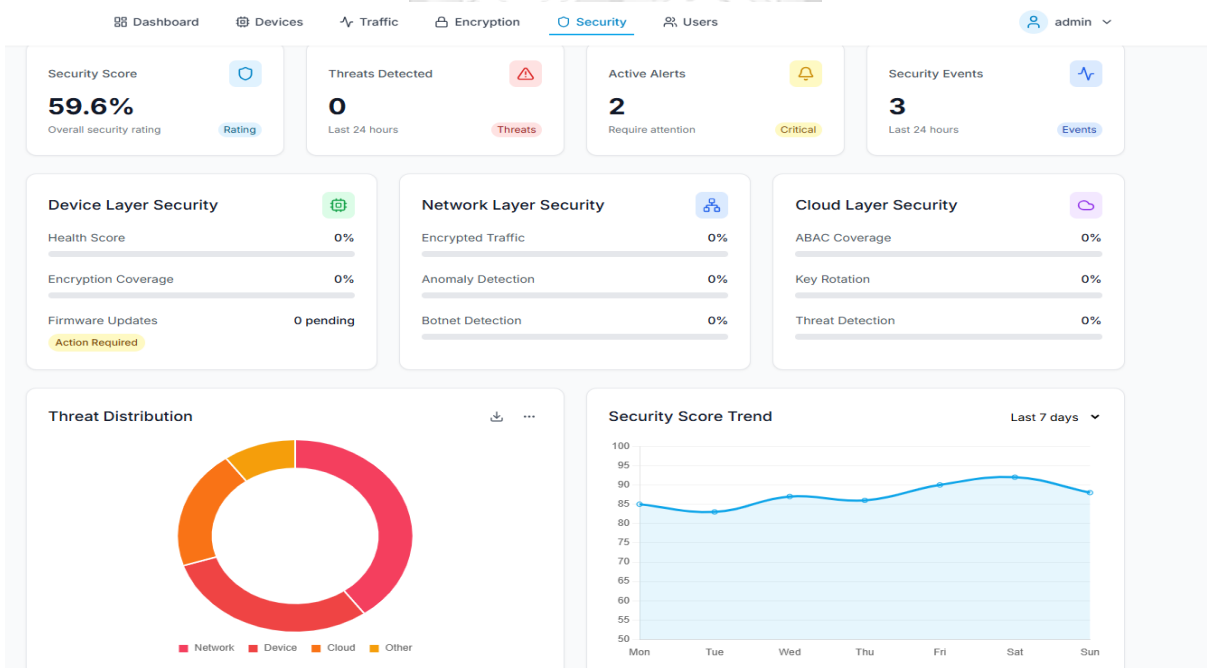 Dashboard Devices Traffic Encryption Security Users admin
Security Score
59.6%
Overall security rating Rating
Threats Detected
0
Last 24 hours Threats
Active Alerts
2
Require attention Critical
Security Events
3
Last 24 hours Events
Device Layer Security
Health Score 0%
Encryption Coverage 0%
Firmware Updates 0 pending
Action Required
Network Layer Security
Encrypted Traffic 0%
Anomaly Detection 0%
Botnet Detection 0%
Cloud Layer Security
ABAC Coverage 0%
Key Rotation 0%
Threat Detection 0%
Threat Distribution
Network Device Cloud Other
Security Score Trend Last 7 days
100
95
90
85
80
75
70
65
60
55
50
Mon Tue Wed Thu Fri Sat Sun